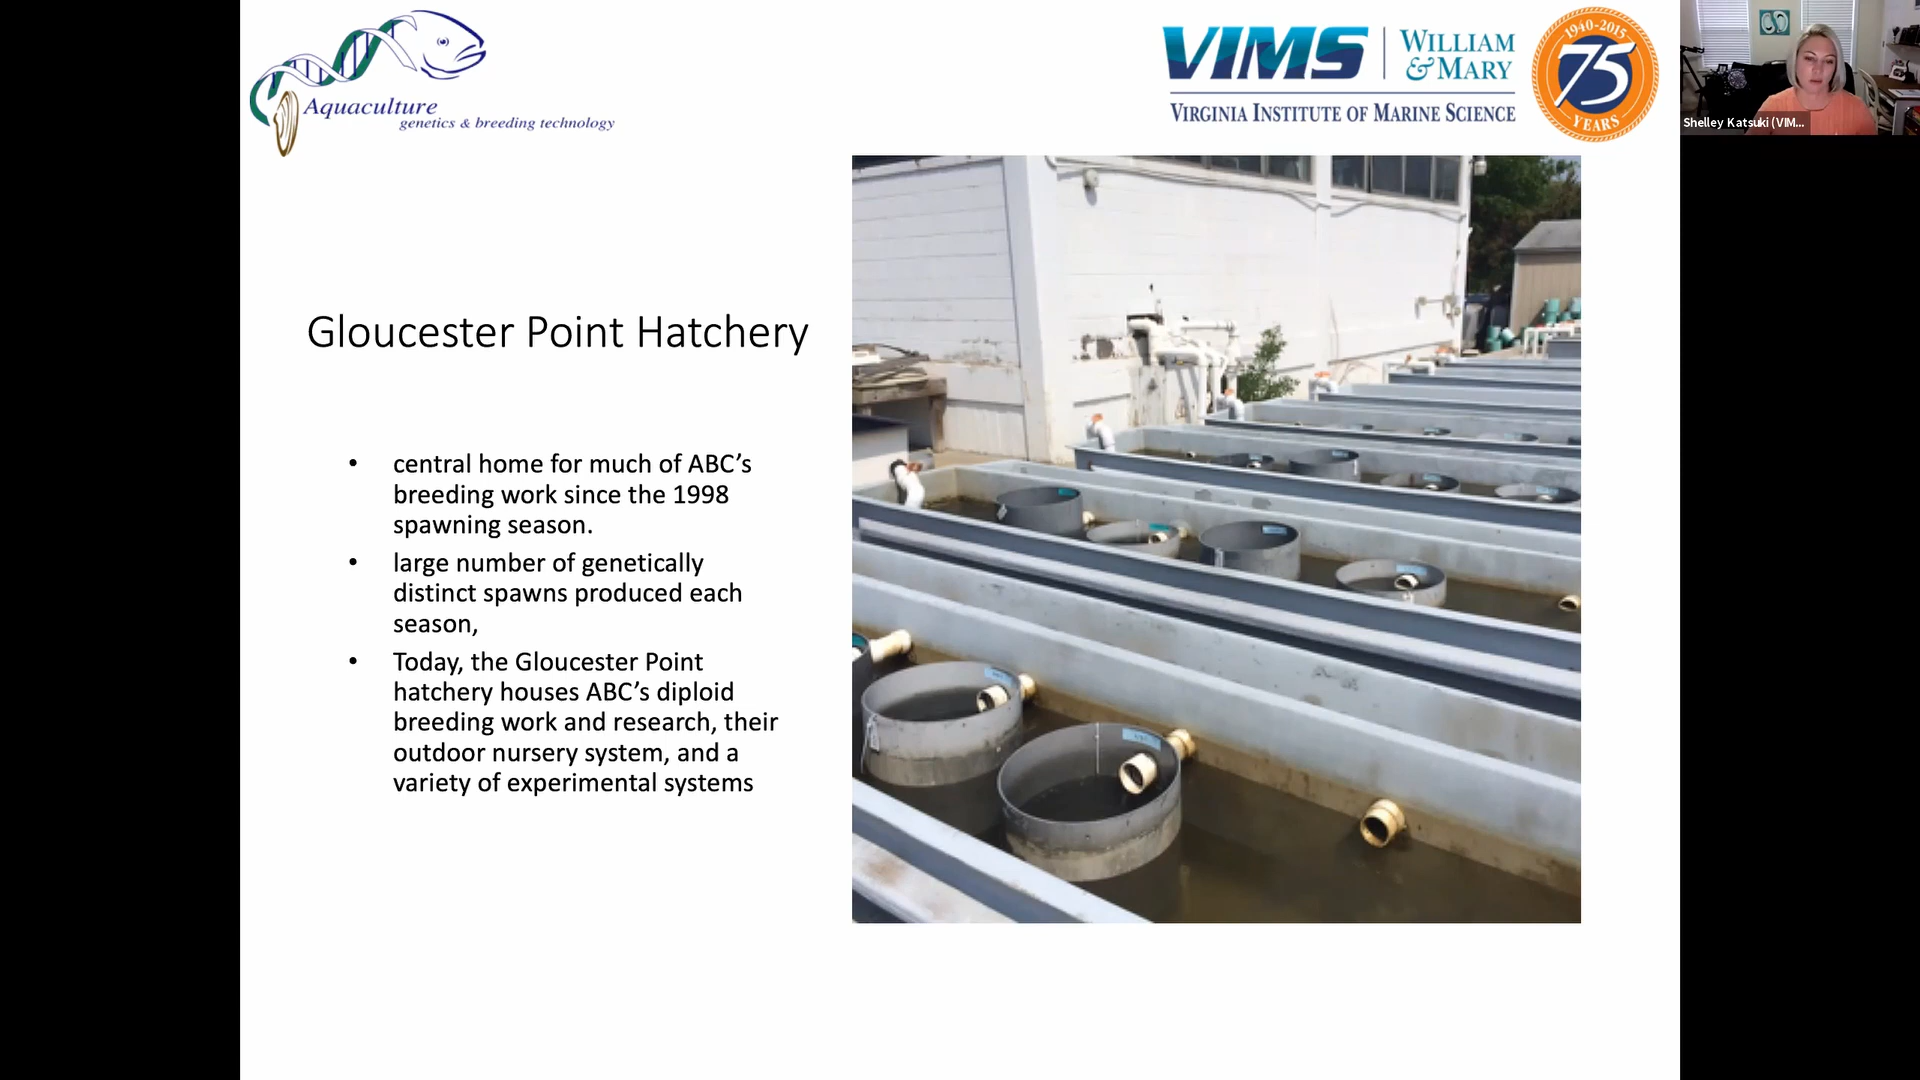 Aquaculture
genetics & breeding technology
VIMS
WILLIAM
& MARY
VIRGINIA INSTITUTE OF MARINE SCIENCE
1940-2015
75
YEARS
Shelley Katsuki (VIM...
Gloucester Point Hatchery
• central home for much of ABC’s
breeding work since the 1998
spawning season.
• large number of genetically
distinct spawns produced each
season,
• Today, the Gloucester Point
hatchery houses ABC’s diploid
breeding work and research, their
outdoor nursery system, and a
variety of experimental systems